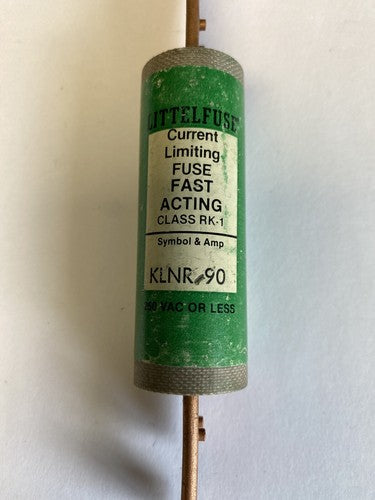 LITTELFUSE
Current
Limiting
FUSE
FAST
ACTING
CLASS RK-1
Symbol & Amp
KLNR 90
250 VAC OR LESS